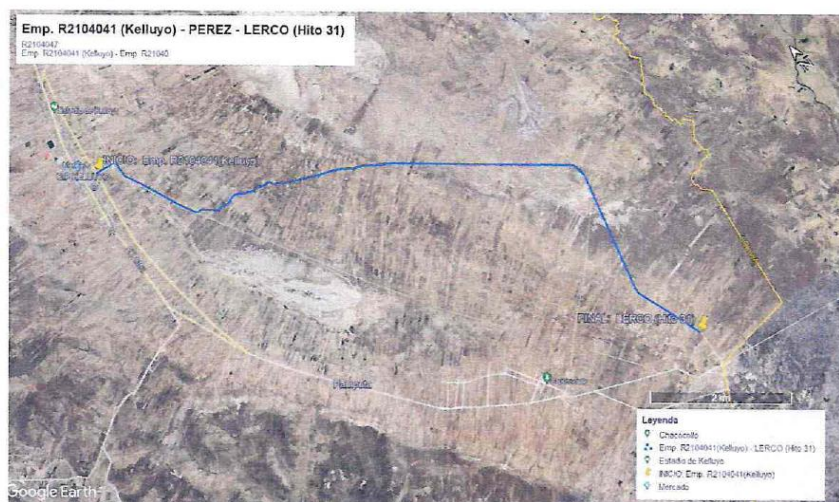 Emp. R2104041 (Kelluyo) - PEREZ - LERCO (Hito 31)
R2104047
Emp. R2104041 (Kelluyo) - Emp. R21040
INICIO: Emp. R2104041(Kelluyo)
FINAL: LERCO (Hito 31)
2 km
Leyenda
Chacacollo
Emp. R2104041(Kelluyo) - LERCO (Hito 31)
Estadio de Kelluyo
INICIO: Emp. R2104041(Kelluyo)
Mercado
Google Earth